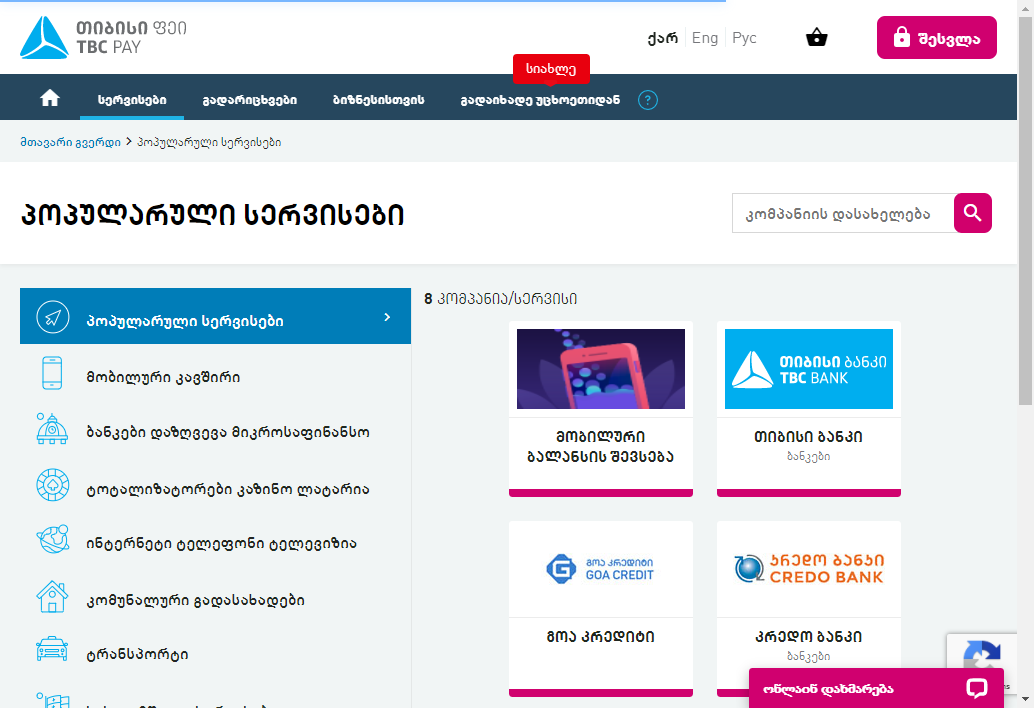 თიბისი ფეი
TBC PAY
ქარ Eng Рус
შესვლა
სიახლე
სერვისები გადარიცხვები ბიზნესისთვის გადაიხადე უცხოეთიდან ?
მთავარი გვერდი > პოპულარული სერვისები
პოპულარული სერვისები
კომპანიის დასახელება
პოპულარული სერვისები
მობილური კავშირი
ბანკები დაზღვევა მიკროსაფინანსო
ტოტალიზატორები კაზინო ლატარია
ინტერნეტი ტელეფონი ტელევიზია
კომუნალური გადასახადები
ტრანსპორტი
8 კომპანია/სერვისი
მობილური
ბალანსის შევსება
თიბისი ბანკი
TBC BANK
თიბისი ბანკი
ბანკები
გოა კრედიტი
GOA CREDIT
გოა კრედიტი
კრედო ბანკი
CREDO BANK
კრედო ბანკი
ბანკები
ონლაინ დახმარება